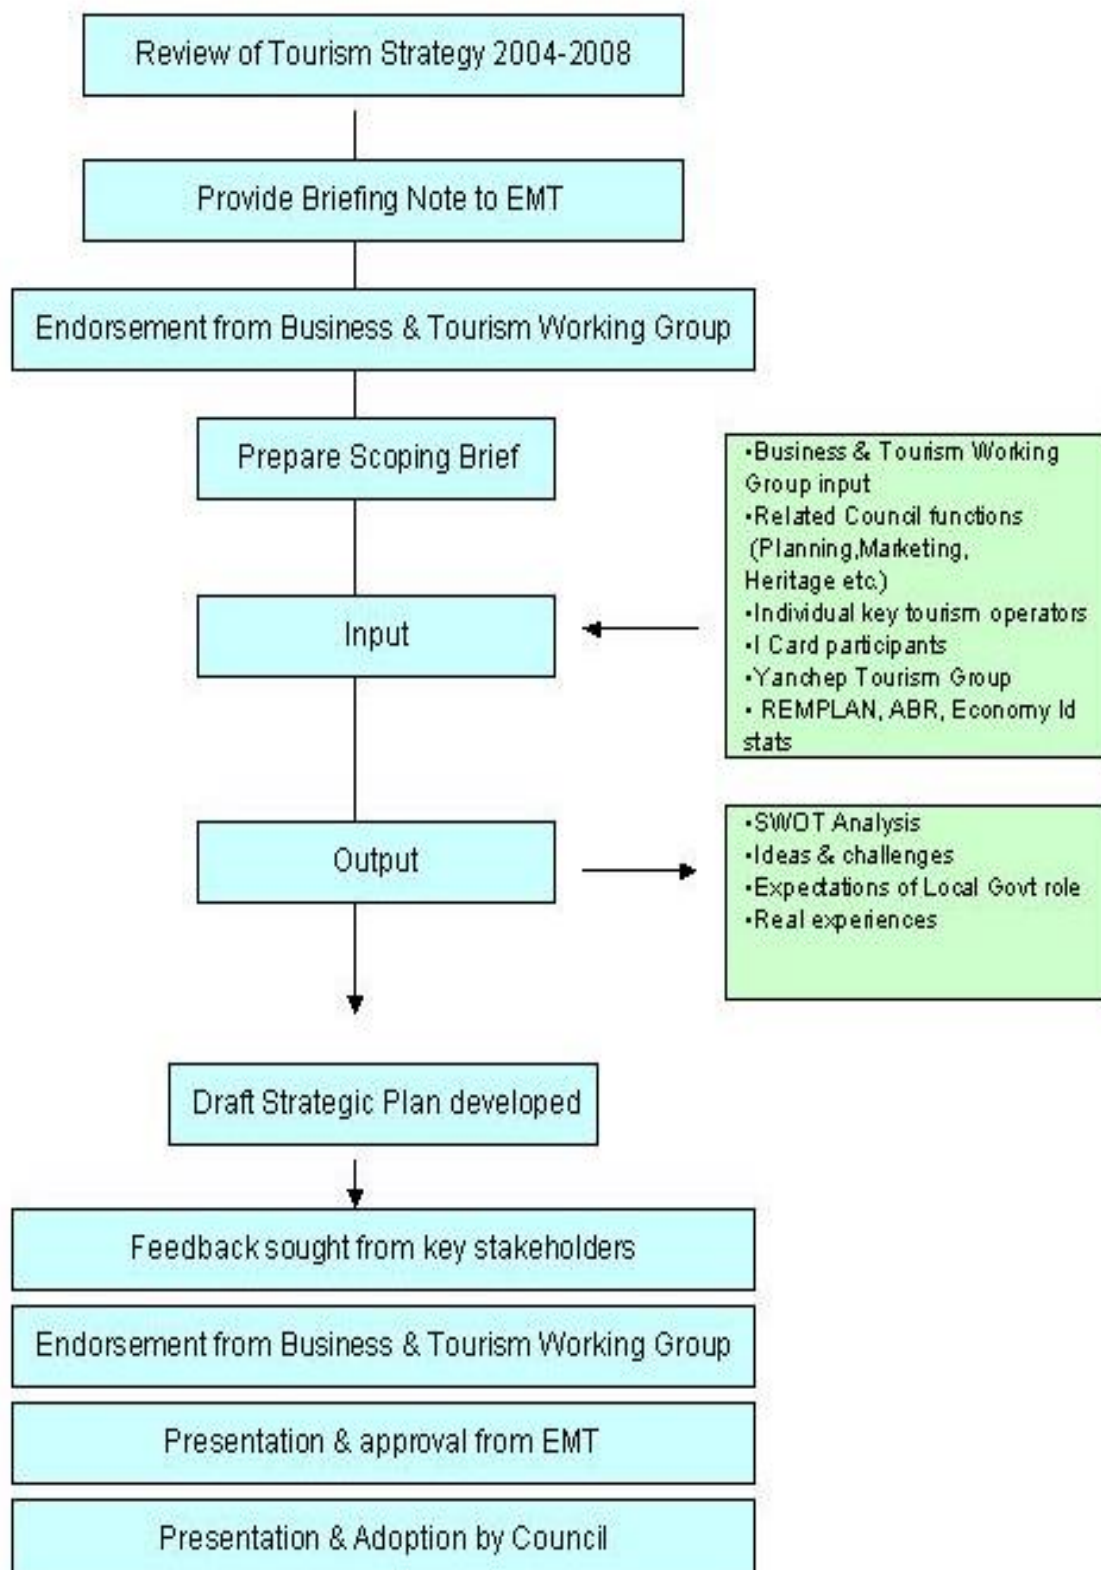 Review of Tourism Strategy 2004-2008
Provide Briefing Note to EMT
Endorsement from Business & Tourism Working Group
Prepare Scoping Brief
•Business & Tourism Working
Group input
•Related Council functions
(Planning,Marketing,
Heritage etc.)
•Individual key tourism operators
•I Card participants
•Yanchep Tourism Group
• REMPLAN, ABR, Economy Id
stats
Input
Output
•SWOT Analysis
•Ideas & challenges
•Expectations of Local Govt role
•Real experiences
Draft Strategic Plan developed
Feedback sought from key stakeholders
Endorsement from Business & Tourism Working Group
Presentation & approval from EMT
Presentation & Adoption by Council